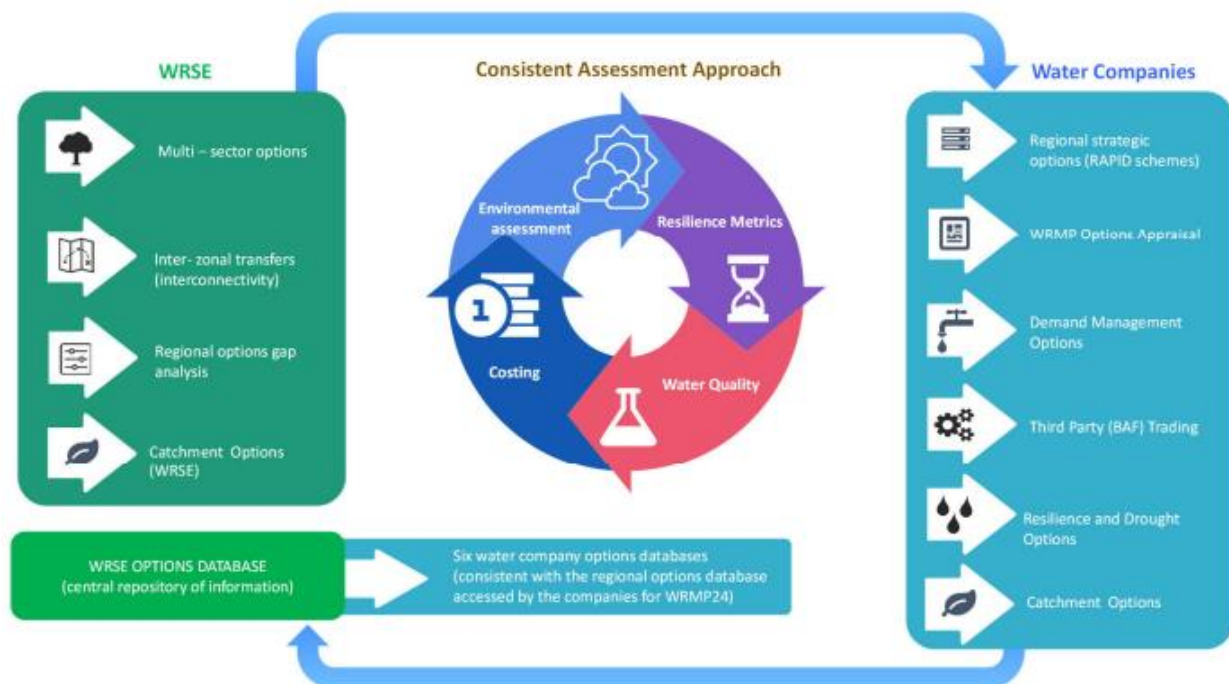 WRSE
Multi – sector options
Inter- zonal transfers
(interconnectivity)
Regional options gap
analysis
Catchment Options
(WRSE)
Consistent Assessment Approach
Environmental
assessment
Resilience Metrics
1
Costing
Water Quality
Water Companies
Regional strategic
options (RAPID schemes)
WRMP Options Appraisal
Demand Management
Options
Third Party (BAF) Trading
Resilience and Drought
Options
Catchment Options
WRSE OPTIONS DATABASE
(central repository of information)
Six water company options databases
(consistent with the regional options database
accessed by the companies for WRMP24)